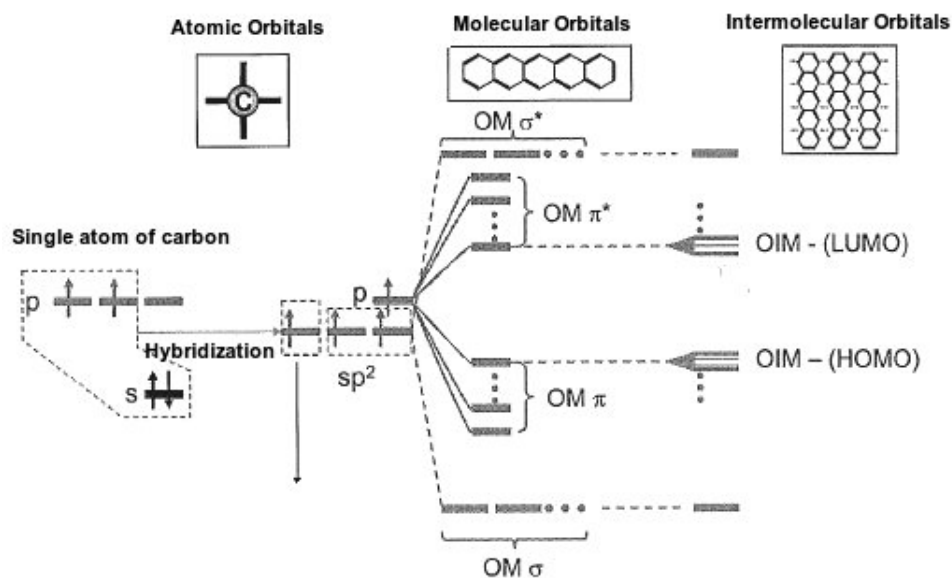 Atomic Orbitals
Molecular Orbitals
Intermolecular Orbitals
C
OM σ*
OM π*
Single atom of carbon
OIM - (LUMO)
p
p
Hybridization
OIM – (HOMO)
s
sp²
OM π
OM σ